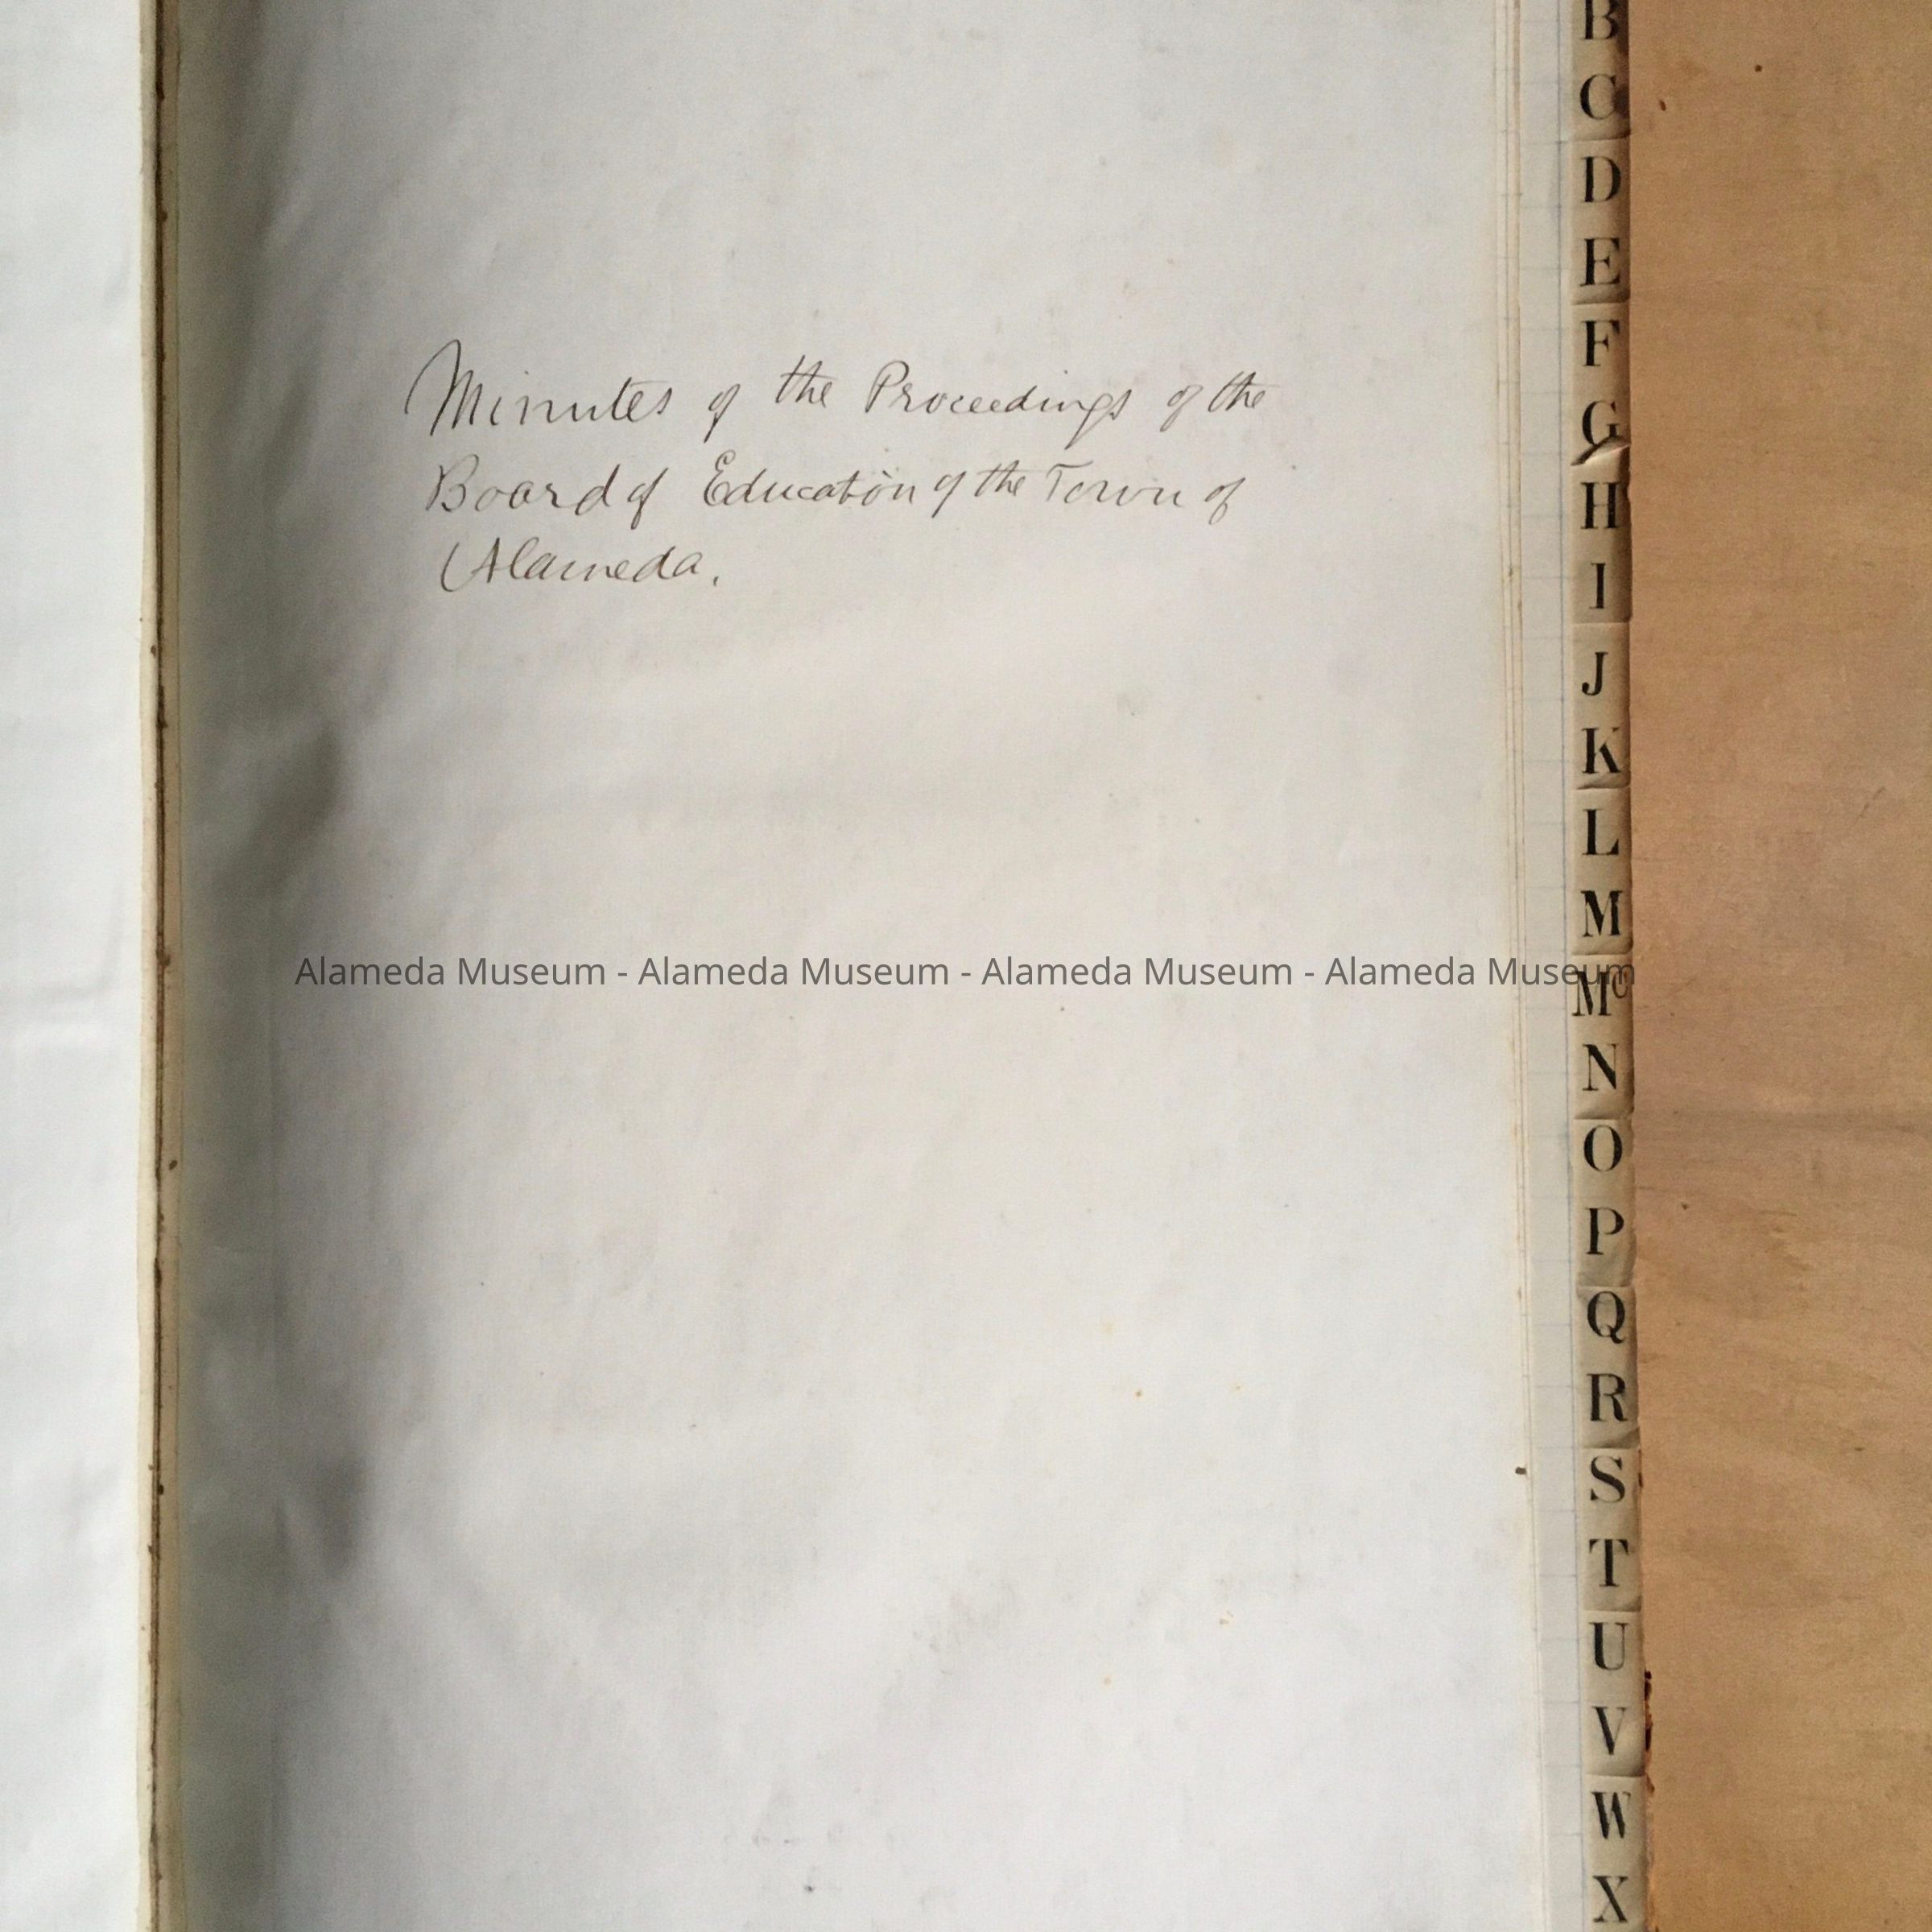 Minutes of the Proceedings of the
Board of Education of the Town of
Alameda.
Alameda Museum - Alameda Museum - Alameda Museum - Alameda Museum
B
C
D
E
F
G
H
I
J
K
L
M
Mc
N
O
P
Q
R
S
T
U
V
W
X